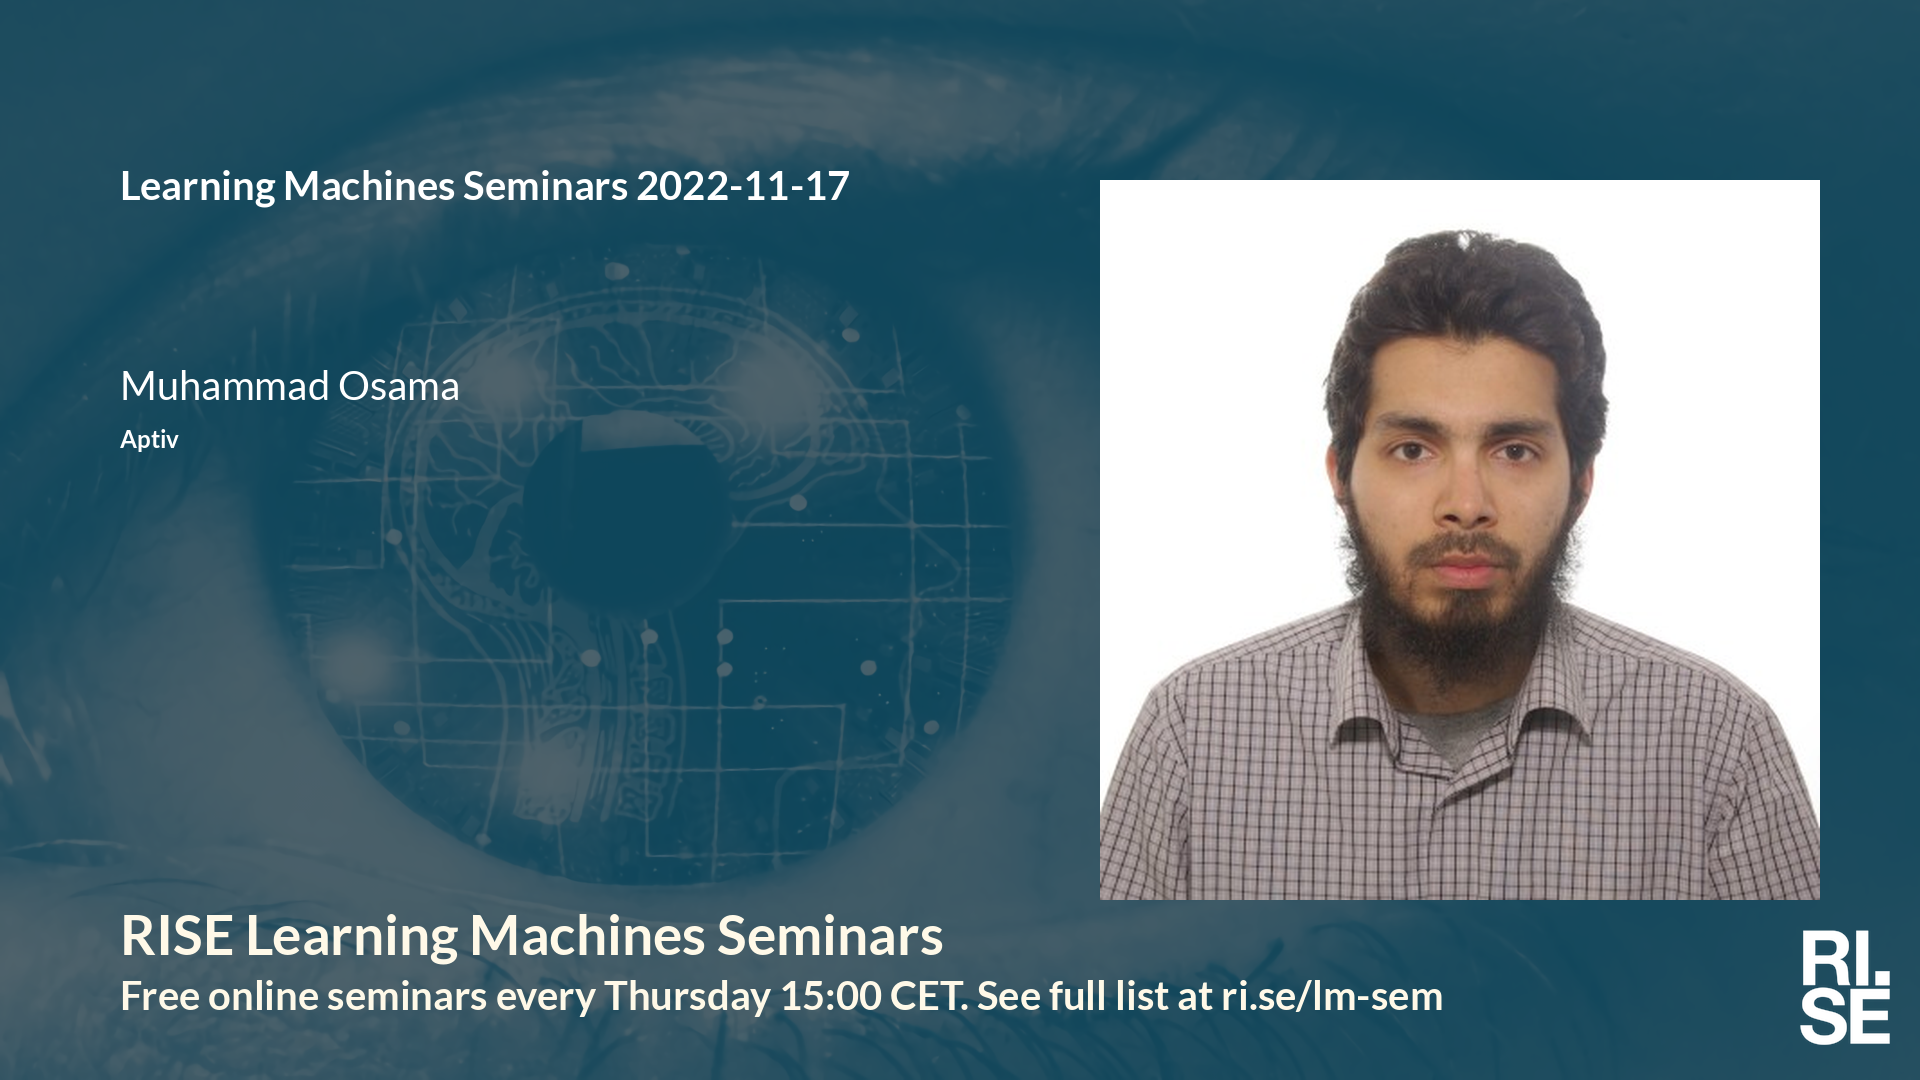 Learning Machines Seminars 2022-11-17
Muhammad Osama
Aptiv
RISE Learning Machines Seminars
Free online seminars every Thursday 15:00 CET. See full list at ri.se/lm-sem
RI.
SE